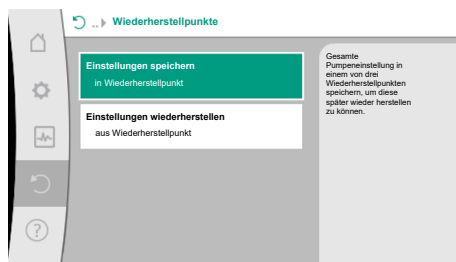 ..▶ Wiederherstellpunkte
Einstellungen speichern
in Wiederherstellpunkt
Einstellungen wiederherstellen
aus Wiederherstellpunkt
Gesamte
Pumpeneinstellung in
einem von drei
Wiederherstellpunkten
speichern, um diese
später wieder herstellen
zu können.
?